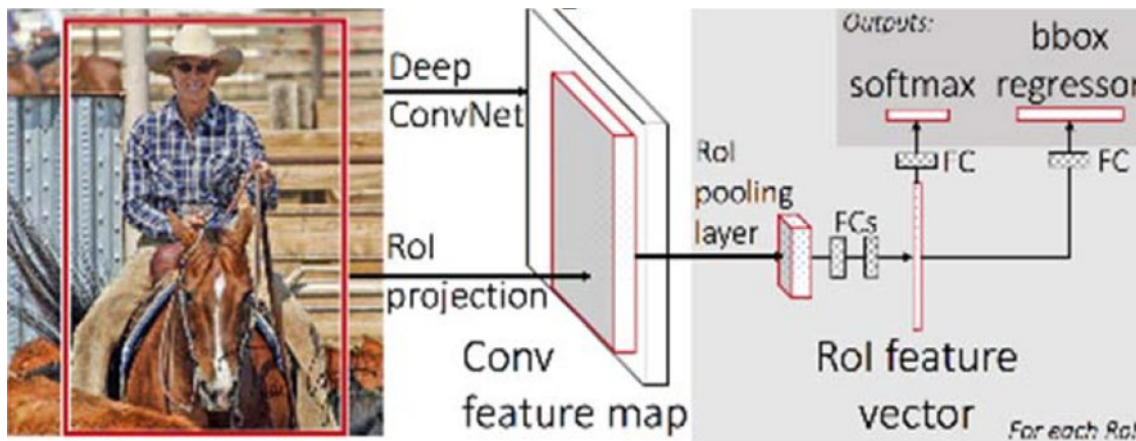 Deep
ConvNet
RoI
projection
Conv
feature map
RoI
pooling
layer
FCs
RoI feature
vector
For each RoI
Outputs:
softmax
bbox
regressor
FC
FC